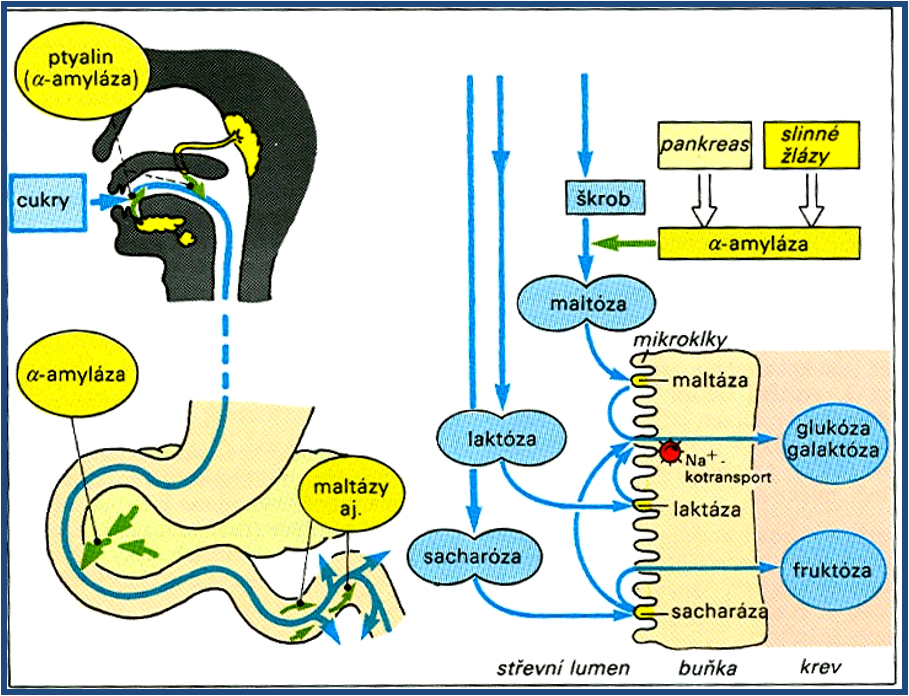 ptyalin
(α-amyláza)
cukry
α-amyláza
maltázy
aj.
pankreas
slinné
žlázy
škrob
α-amyláza
maltóza
mikroklky
maltáza
laktóza
glukóza
galaktóza
Na+-
kotransport
laktáza
sacharóza
fruktóza
sacharáza
střevní lumen
buňka
krev